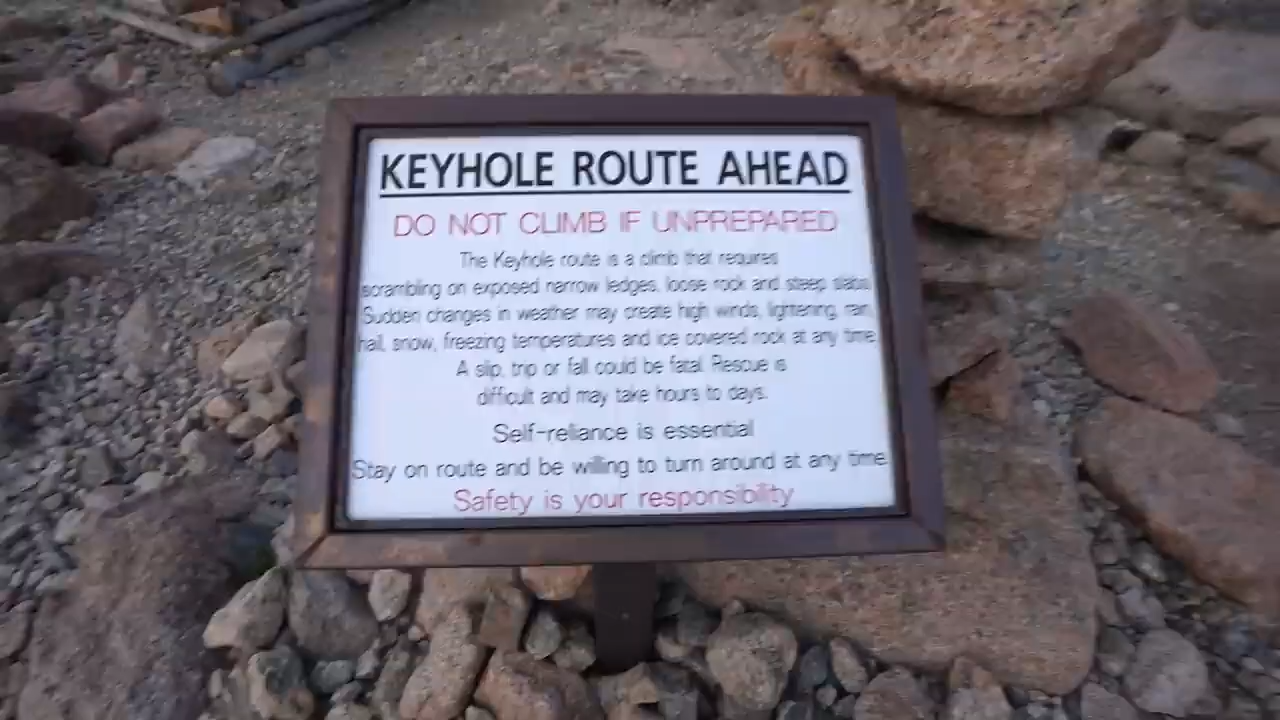 KEYHOLE ROUTE AHEAD
DO NOT CLIMB IF UNPREPARED
The Keyhole route is a climb that requires
scrambling on exposed narrow ledges, loose rock and steep slabs.
Sudden changes in weather may create high winds, lightening, rain,
hail, snow, freezing temperatures and ice covered rock at any time.
A slip, trip or fall could be fatal. Rescue is
difficult and may take hours to days.
Self-reliance is essential
Stay on route and be willing to turn around at any time.
Safety is your responsibility